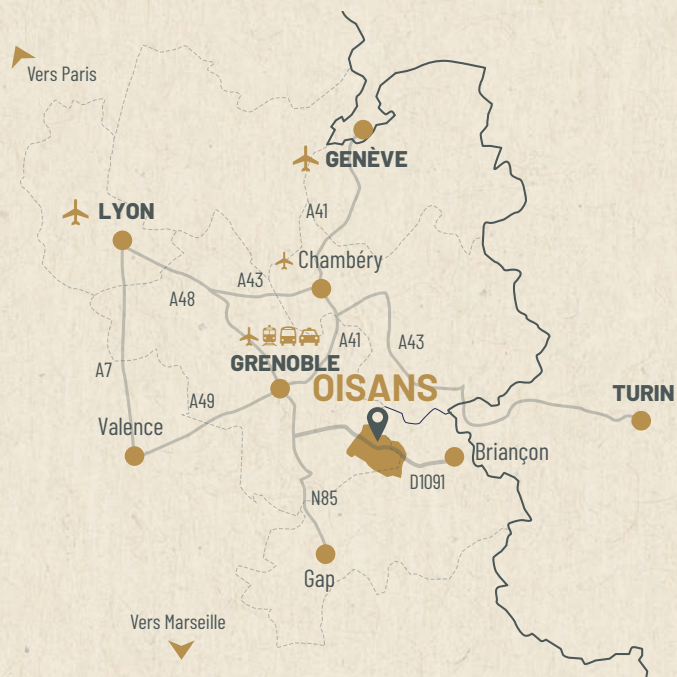 Vers Paris
GENÈVE
LYON
A41
Chambéry
A43
A48
A41
A43
GRENOBLE
OISANS
A7
TURIN
A49
Valence
Briançon
D1091
N85
Gap
Vers Marseille